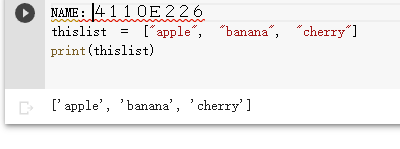 NAME: 4110E226
thislist = ["apple", "banana", "cherry"]
print(thislist)
['apple', 'banana', 'cherry']